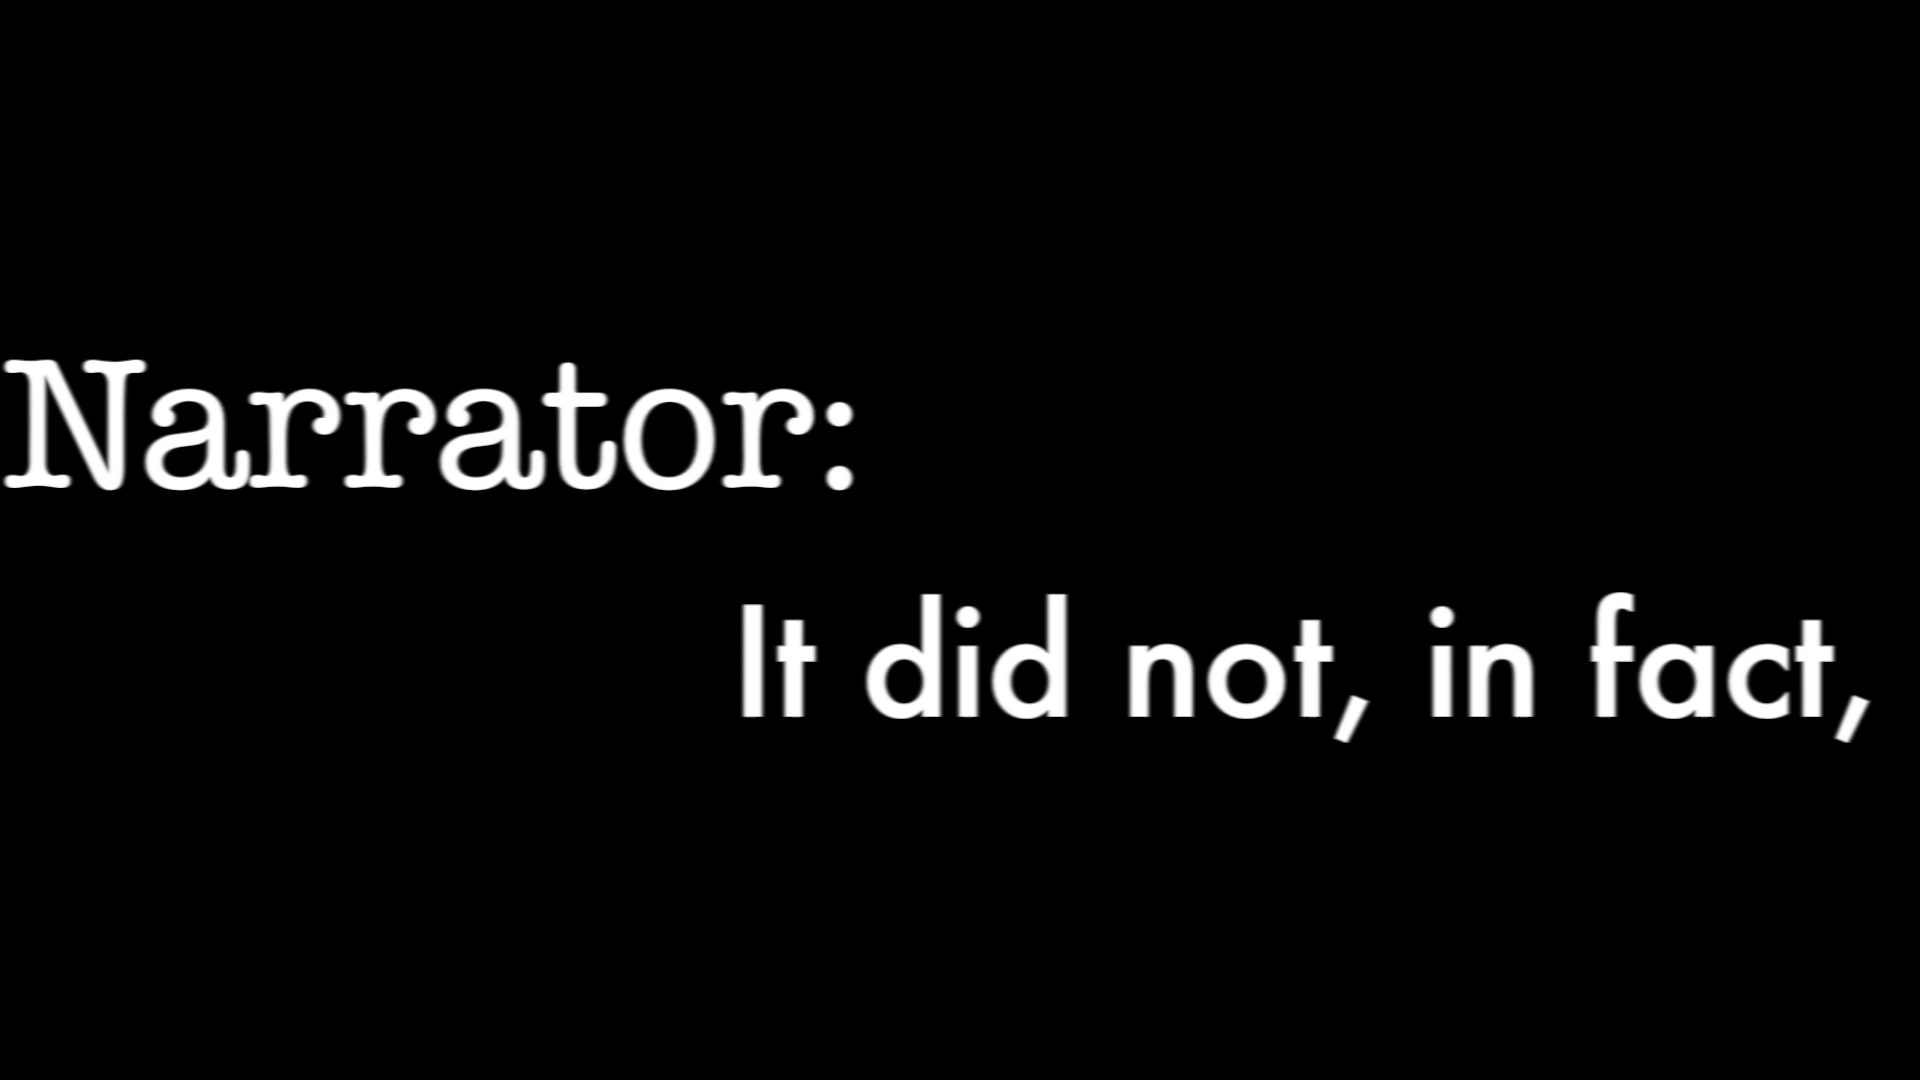 Narrator:
It did not, in fact,